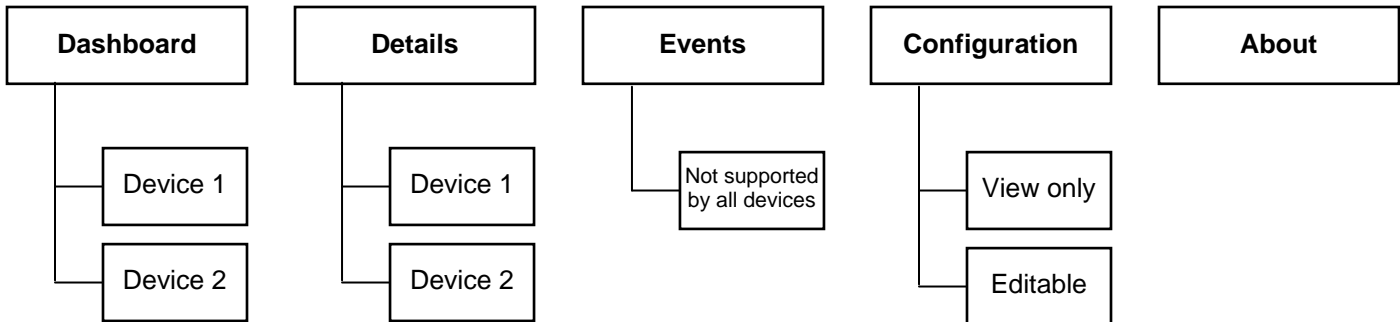 Dashboard
Details
Events
Configuration
About
Device 1
Device 1
Not supported
by all devices
View only
Device 2
Device 2
Editable